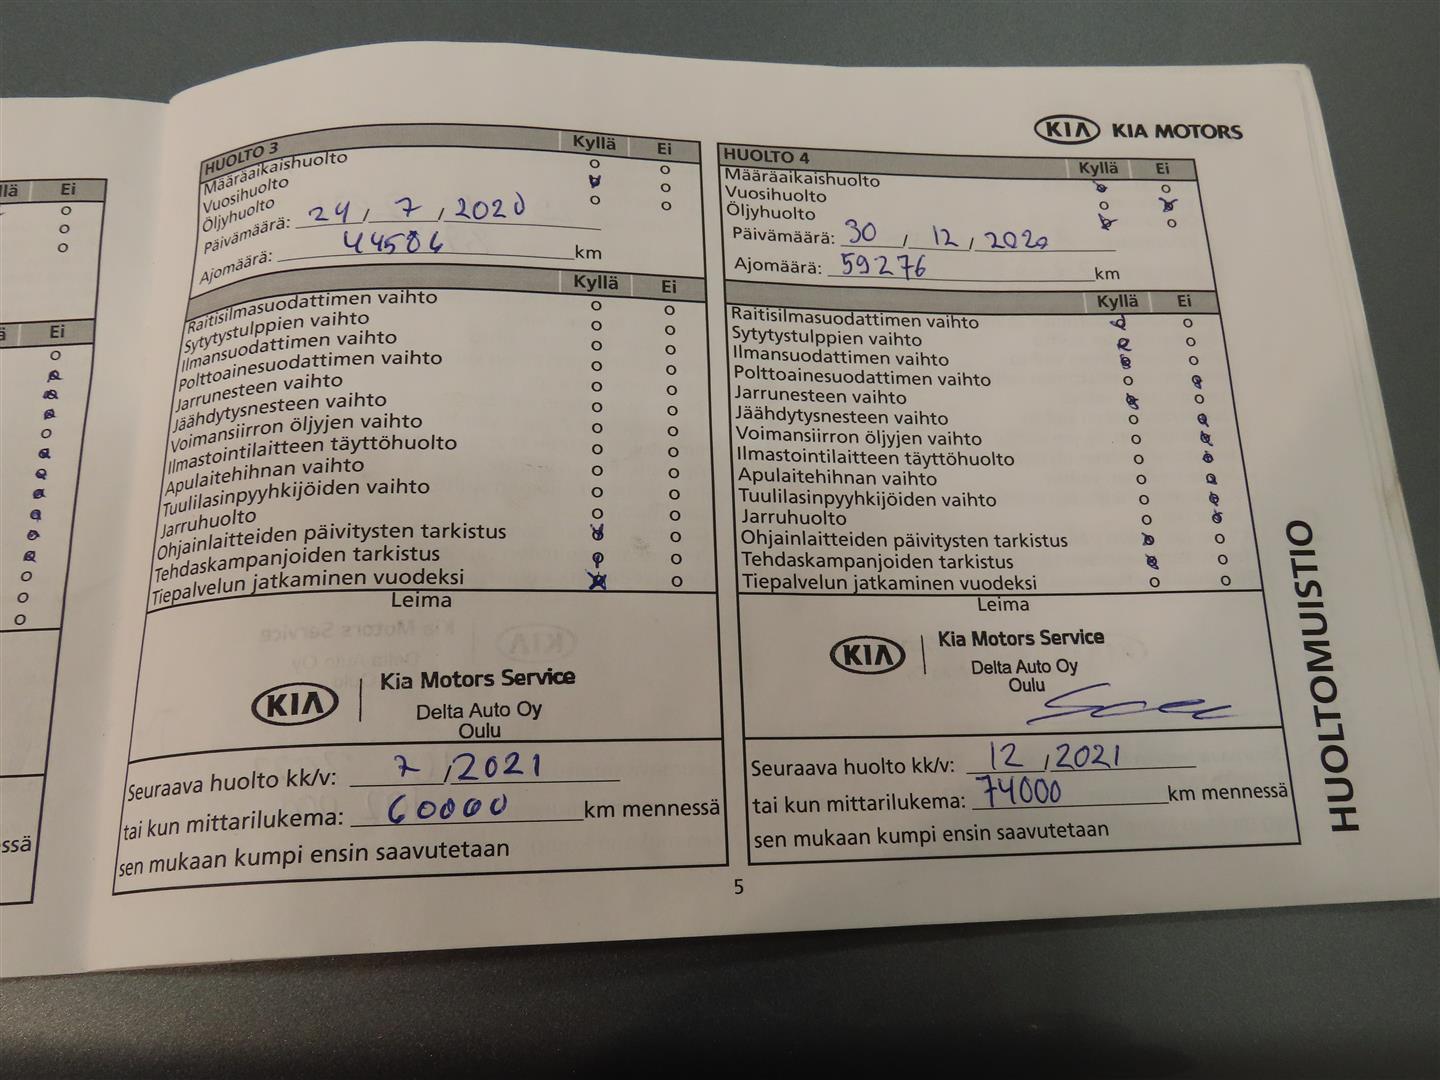 KIA KIA MOTORS
llä Ei
Ei
HUOLTO 3 Kyllä Ei
Määräaikaishuolto
Vuosihuolto
Öljyhuolto
Päivämäärä: 24 / 7 / 2020
Ajomäärä: 44506 km
Kyllä Ei
Raitisilmasuodattimen vaihto
Sytytystulppien vaihto
Ilmansuodattimen vaihto
Polttoainesuodattimen vaihto
Jarrunesteen vaihto
Jäähdytysnesteen vaihto
Voimansiirron öljyjen vaihto
Ilmastointilaitteen täyttöhuolto
Apulaitehihnan vaihto
Tuulilasinpyyhkijöiden vaihto
Jarruhuolto
Ohjainlaitteiden päivitysten tarkistus
Tehdaskampanjoiden tarkistus
Tiepalvelun jatkaminen vuodeksi
Leima
KIA Kia Motors Service
Delta Auto Oy
Oulu
Seuraava huolto kk/v: 7 / 2021
tai kun mittarilukema: 60000 km mennessä
sen mukaan kumpi ensin saavutetaan
HUOLTO 4 Kyllä Ei
Määräaikaishuolto
Vuosihuolto
Öljyhuolto
Päivämäärä: 30 / 12 / 2020
Ajomäärä: 59276 km
Kyllä Ei
Raitisilmasuodattimen vaihto
Sytytystulppien vaihto
Ilmansuodattimen vaihto
Polttoainesuodattimen vaihto
Jarrunesteen vaihto
Jäähdytysnesteen vaihto
Voimansiirron öljyjen vaihto
Ilmastointilaitteen täyttöhuolto
Apulaitehihnan vaihto
Tuulilasinpyyhkijöiden vaihto
Jarruhuolto
Ohjainlaitteiden päivitysten tarkistus
Tehdaskampanjoiden tarkistus
Tiepalvelun jatkaminen vuodeksi
Leima
KIA Kia Motors Service
Delta Auto Oy
Oulu
Seuraava huolto kk/v: 12 / 2021
tai kun mittarilukema: 74000 km mennessä
sen mukaan kumpi ensin saavutetaan
ssä
5
HUOLTOMUISTIO